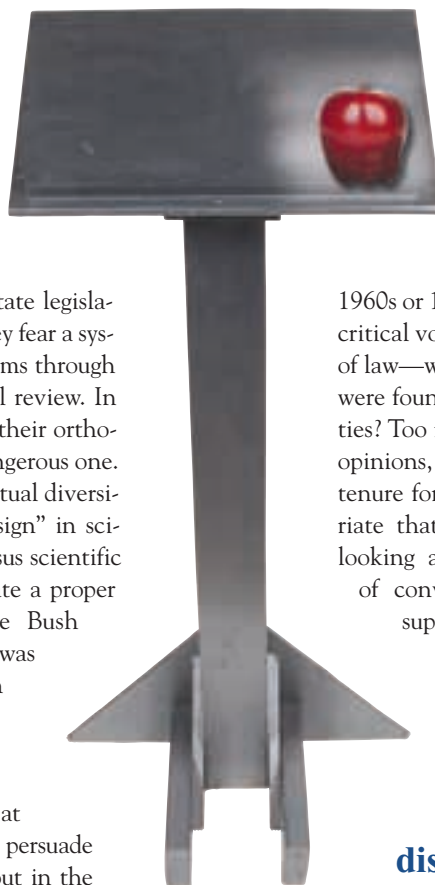 tate legisla-
ey fear a sys-
ms through
l review. In
their ortho-
ngerous one.
tual diversi-
sign” in sci-
sus scientific
te a proper
e Bush
was
n
at
persuade
out in the
1960s or 1
critical vo
of law—w
were foun
ties? Too
opinions,
tenure for
riate that
looking a
of conv
sup
dis